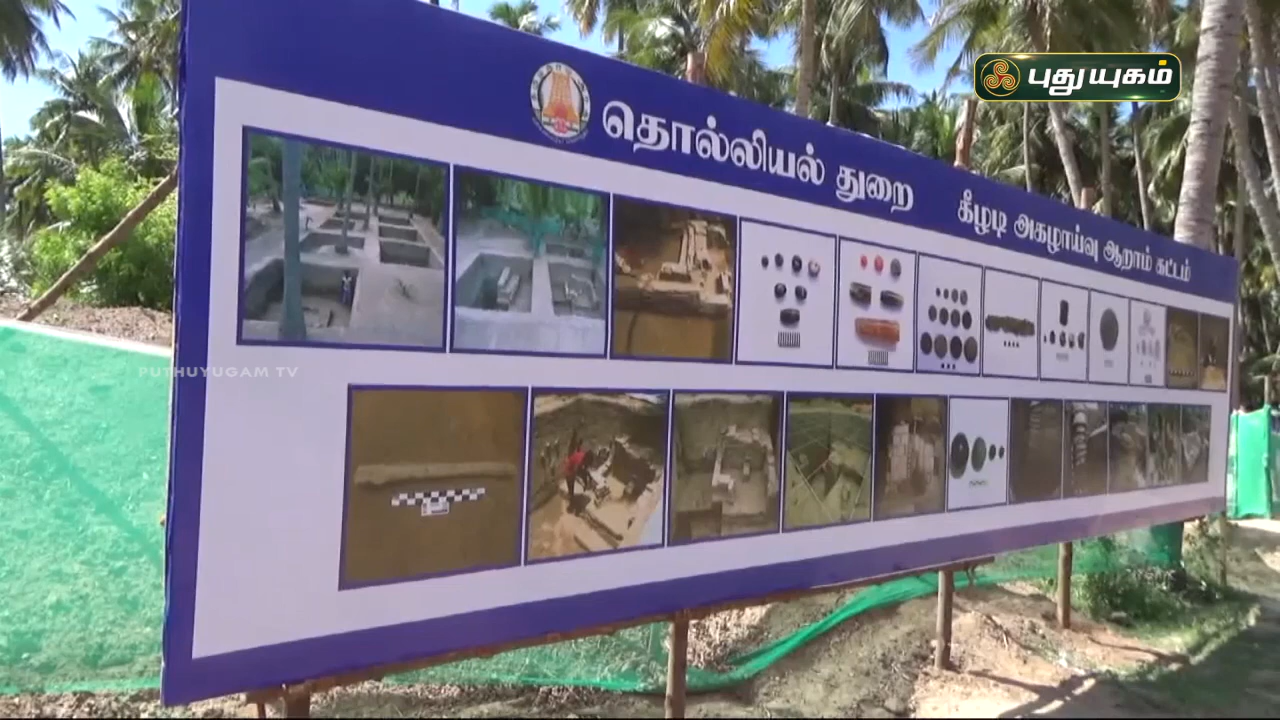 புதுயுகம்
தொல்லியல் துறை கீழடி அகழாய்வு ஆறாம் கட்டம்
PUTHUYUGAM TV